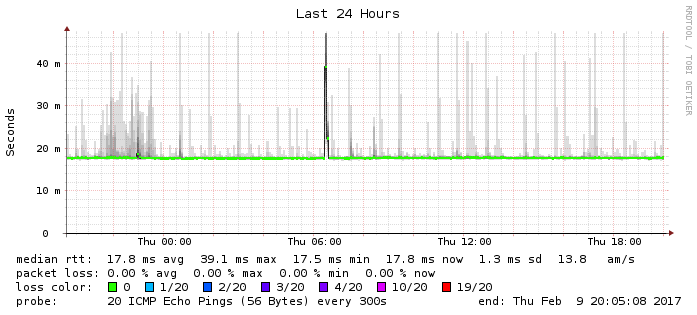 Last 24 Hours
RRDTOOL / TOBI OETIKER
Seconds
40 m
30 m
20 m
10 m
0
Thu 00:00 Thu 06:00 Thu 12:00 Thu 18:00
median rtt: 17.8 ms avg 39.1 ms max 17.5 ms min 17.8 ms now 1.3 ms sd 13.8 am/s
packet loss: 0.00 % avg 0.00 % max 0.00 % min 0.00 % now
loss color: 0 1/20 2/20 3/20 4/20 10/20 19/20
probe: 20 ICMP Echo Pings (56 Bytes) every 300s end: Thu Feb 9 20:05:08 2017